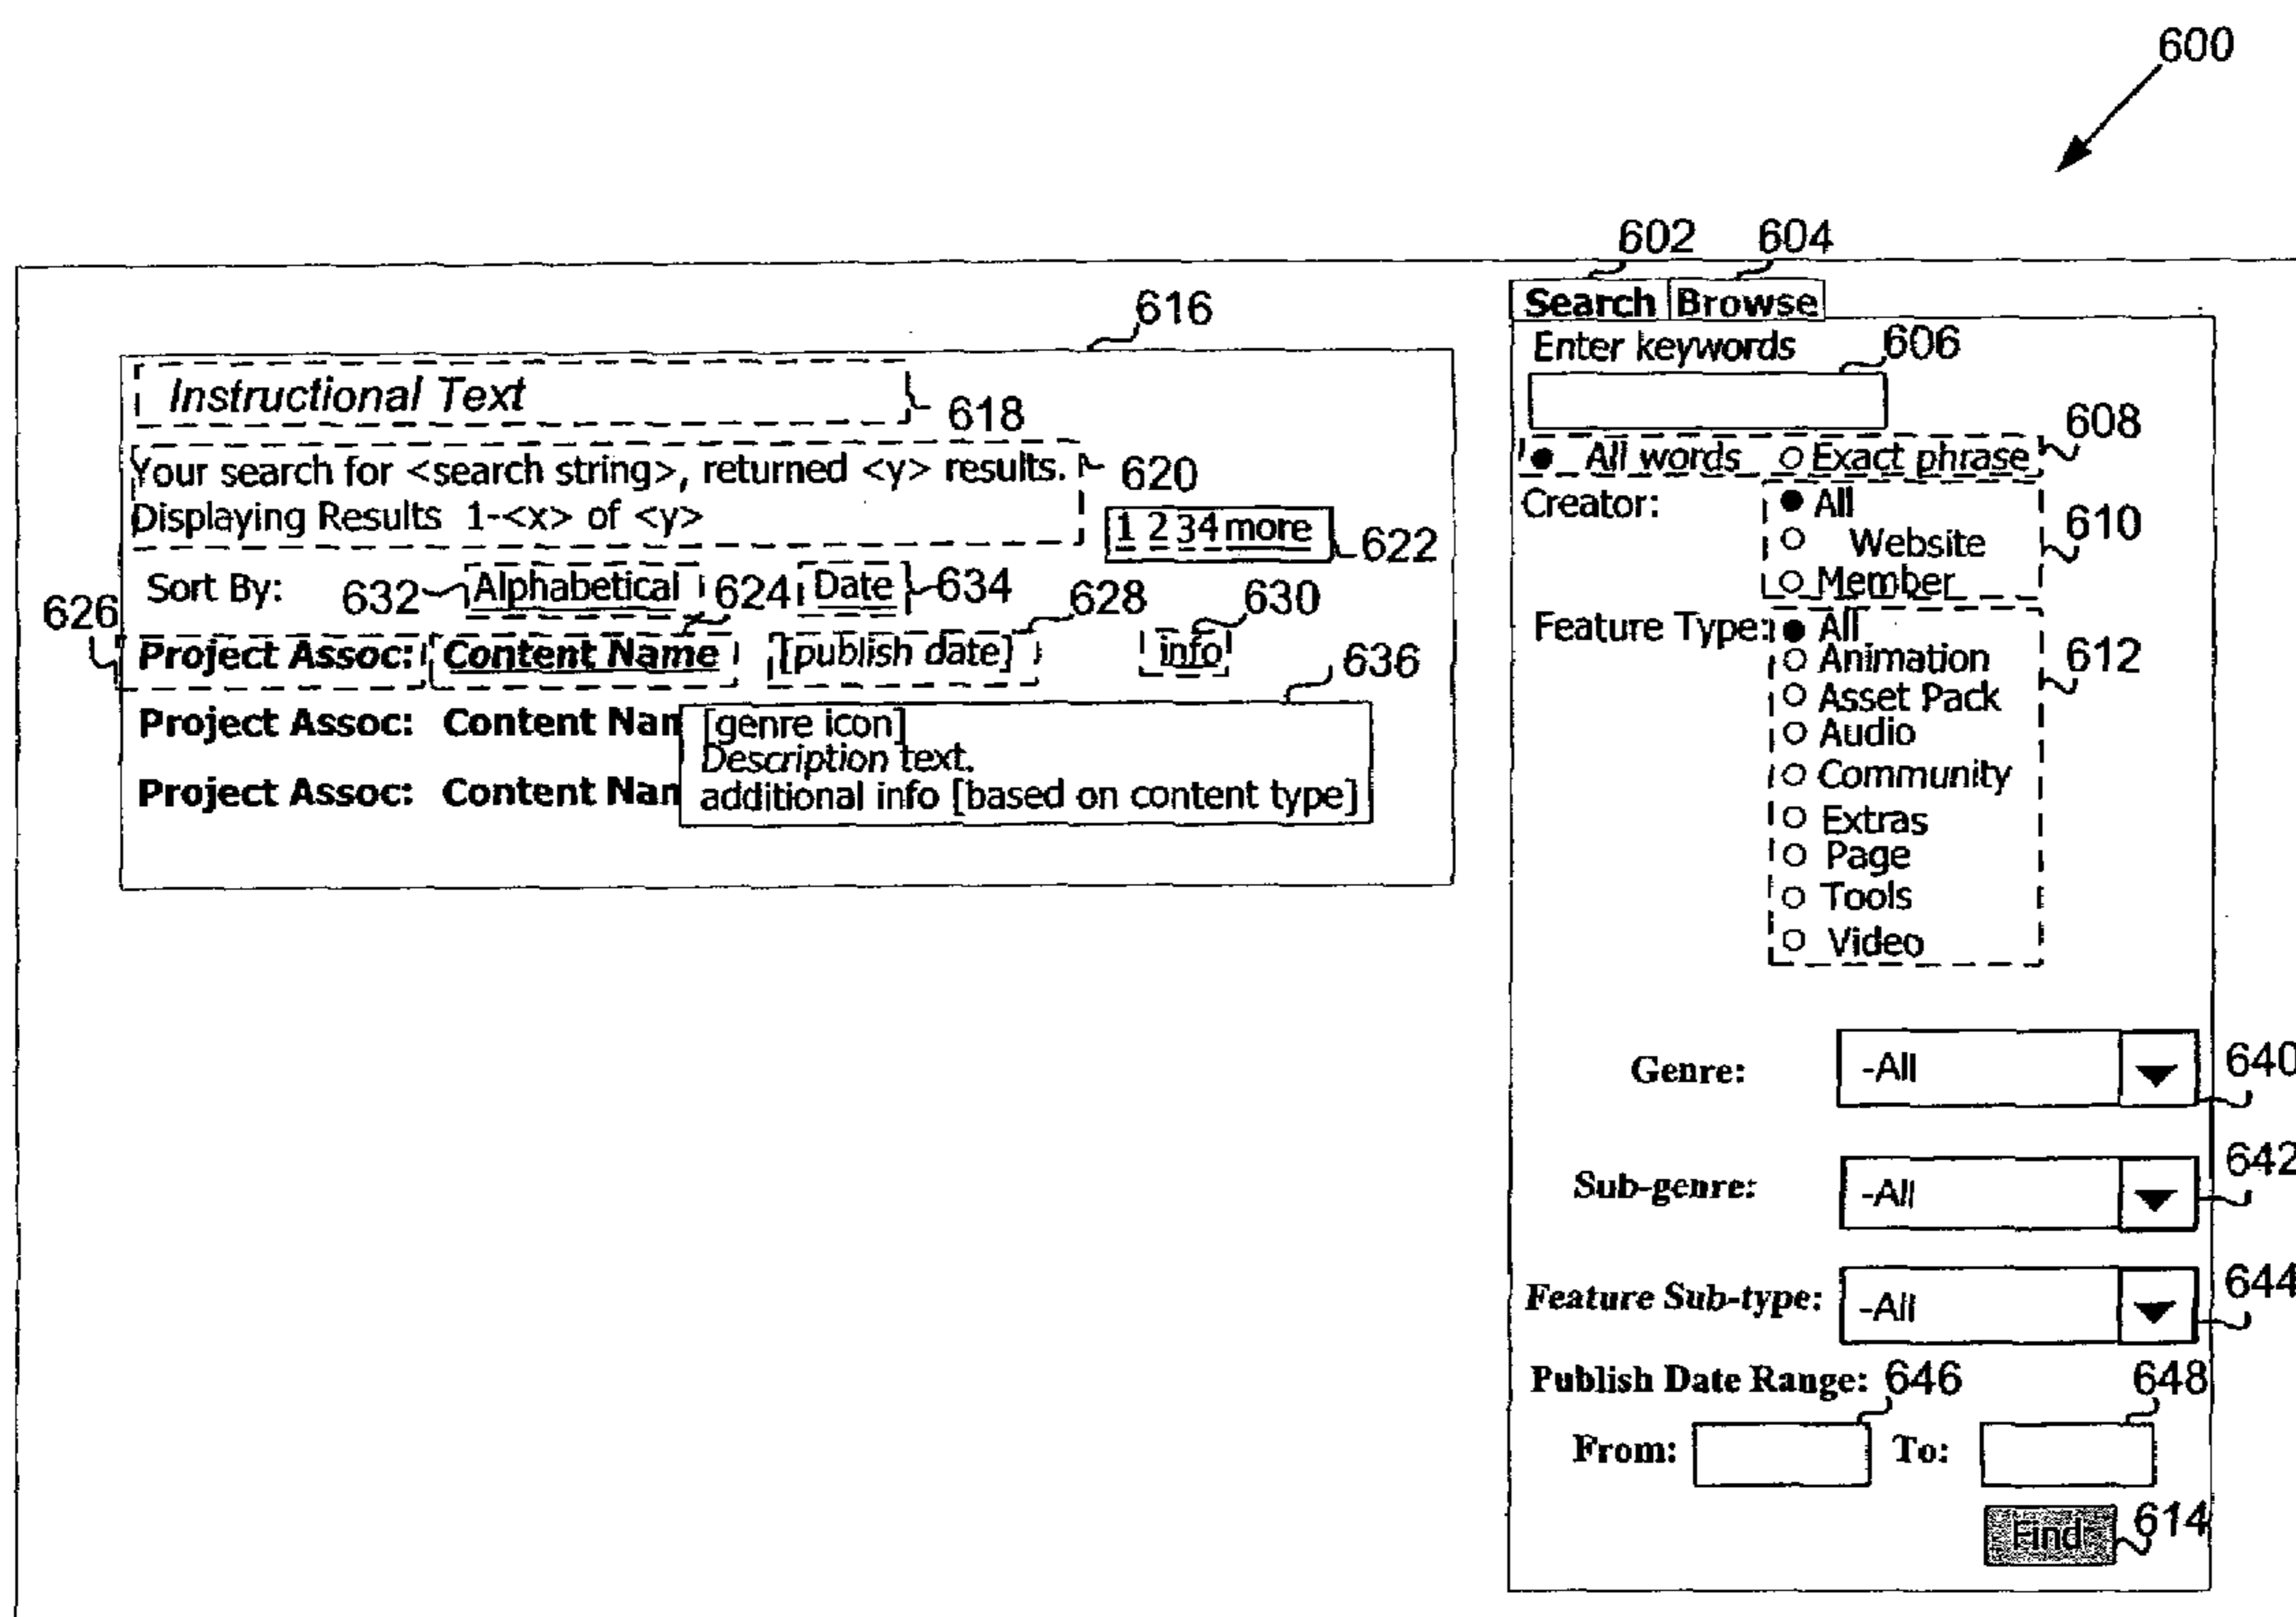 600
602 604
Search Browse
616
Enter keywords 606
Instructional Text
618
608
All words Exact phrase
Your search for <search string>, returned <y> results. 620
Displaying Results 1-<x> of <y>
1 2 3 4 more
622
Creator: All
610
Website
Member
Sort By: 632 Alphabetical 624 Date 634
628 630
626
Project Assoc: Content Name [publish date] info
636
Feature Type: All
Animation 612
Asset Pack
Audio
Community
Extras
Page
Tools
Video
Project Assoc: Content Nam [genre icon]
Description text.
Project Assoc: Content Nam additional info [based on content type]
Genre: -All 640
Sub-genre: -All 642
Feature Sub-type: -All 644
Publish Date Range: 646 648
From: To:
Find 614